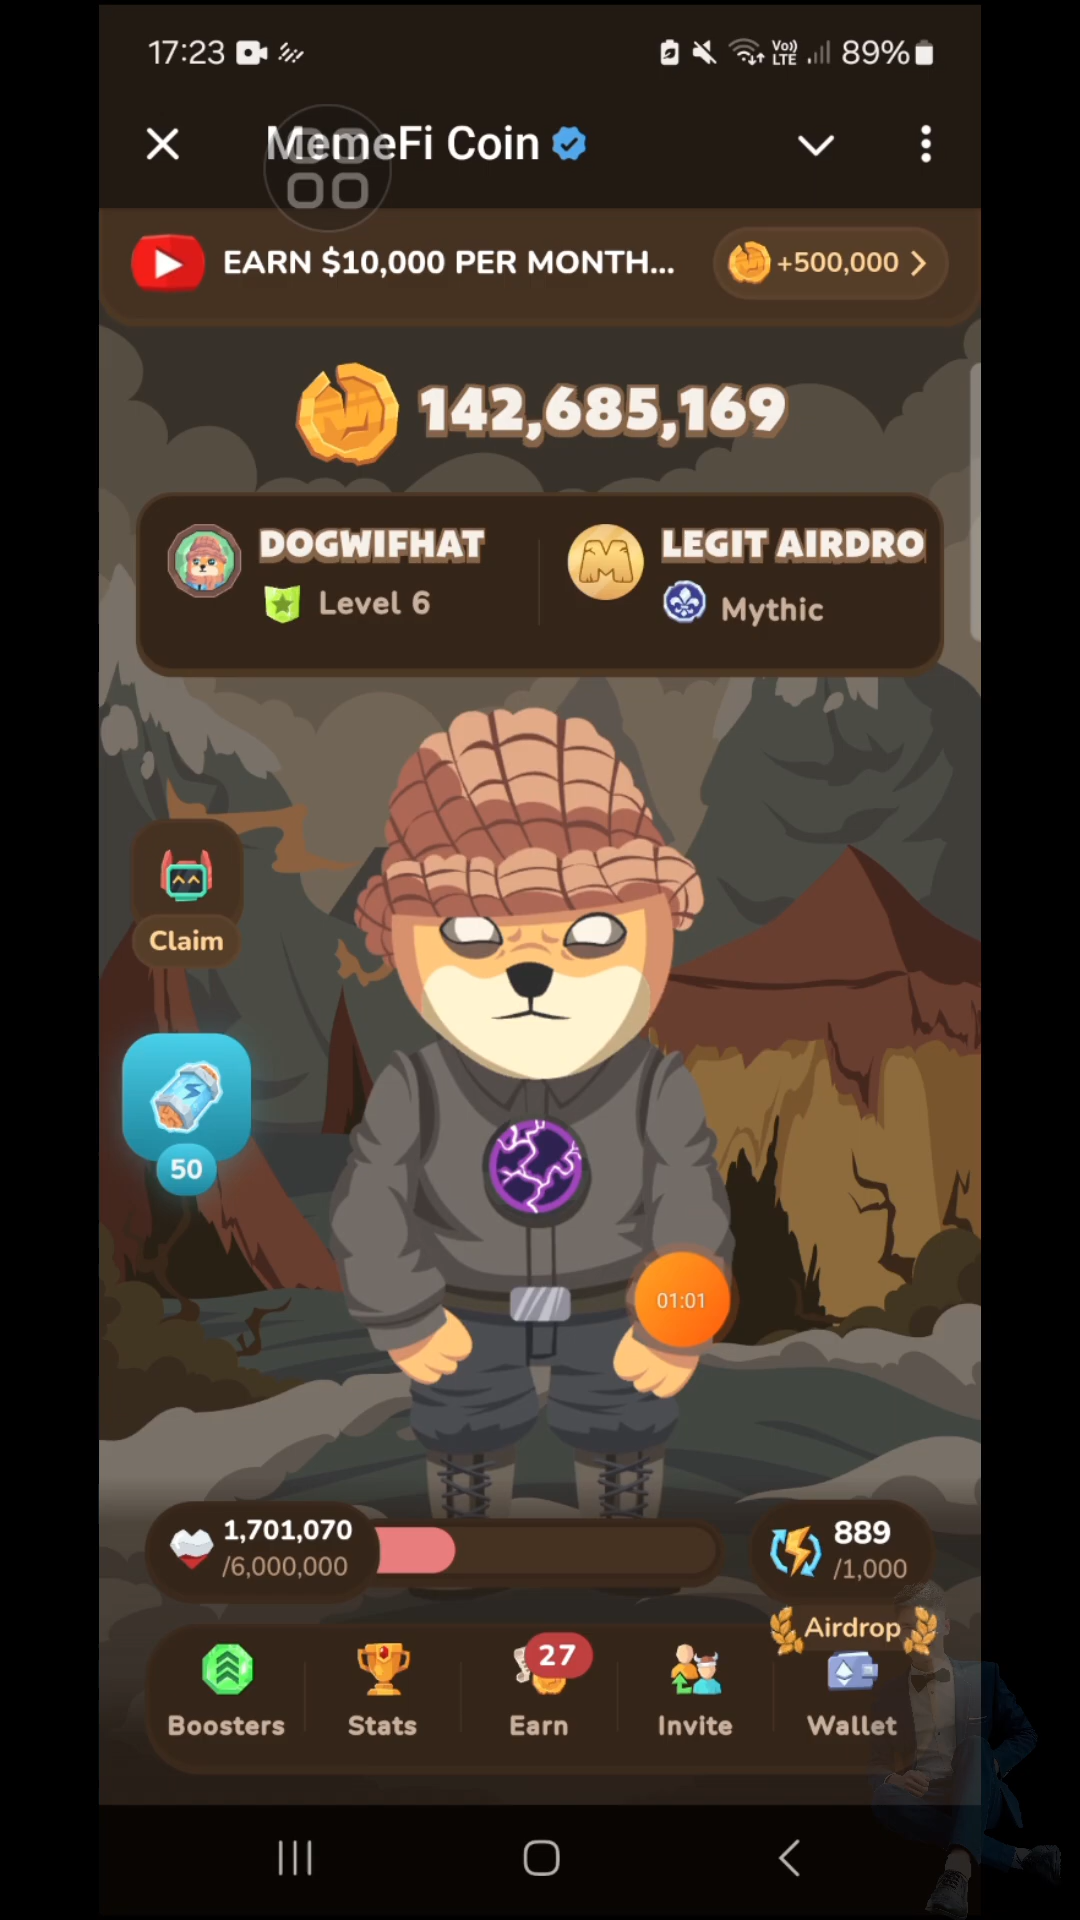 17:23
Vo)) LTE 89%
MemeFi Coin
EARN $10,000 PER MONTH...
+500,000
142,685,169
DOGWIFHAT
Level 6
LEGIT AIRDRO
Mythic
Claim
50
01:01
1,701,070
/6,000,000
889
/1,000
Airdrop
27
Boosters
Stats
Earn
Invite
Wallet